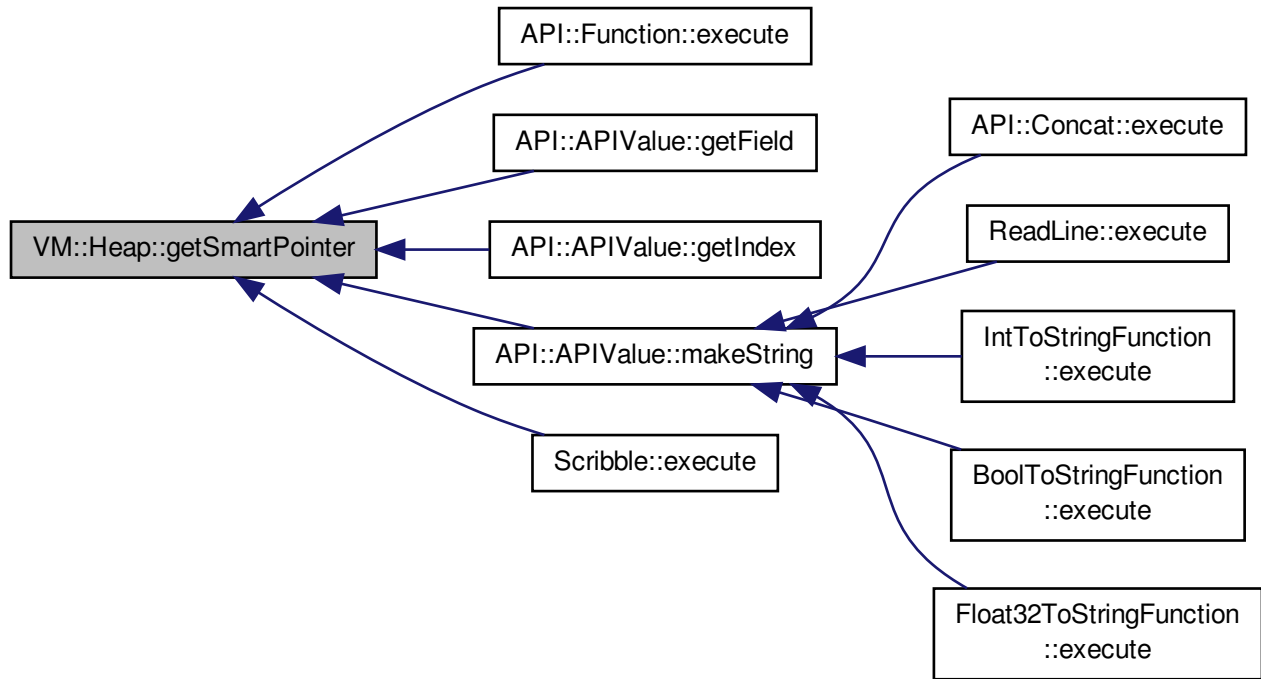 API::Function::execute
API::APIValue::getField
VM::Heap::getSmartPointer
API::APIValue::getIndex
API::APIValue::makeString
Scribble::execute
API::Concat::execute
ReadLine::execute
IntToStringFunction
::execute
BoolToStringFunction
::execute
Float32ToStringFunction
::execute